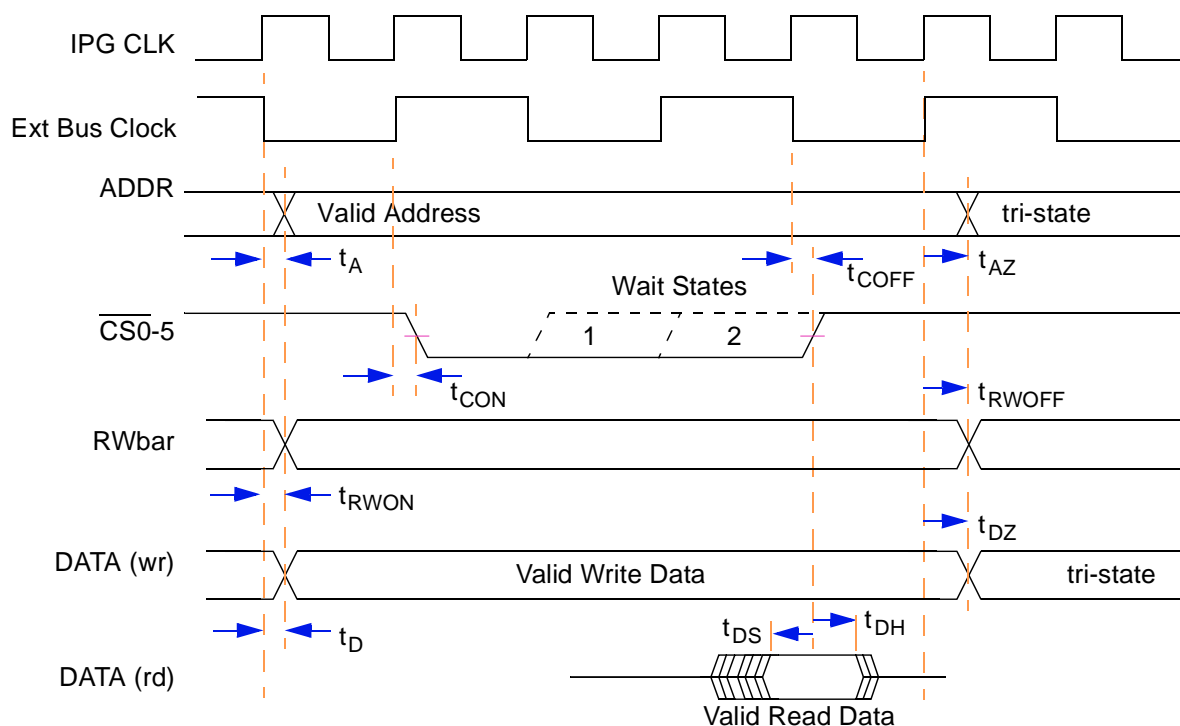 IPG CLK
Ext Bus Clock
ADDR
Valid Address
tri-state
tA
tCOFF
tAZ
Wait States
CS0-5
1
2
tCON
tRWOFF
RWbar
tRWON
tDZ
DATA (wr)
Valid Write Data
tri-state
tD
tDS
tDH
DATA (rd)
Valid Read Data